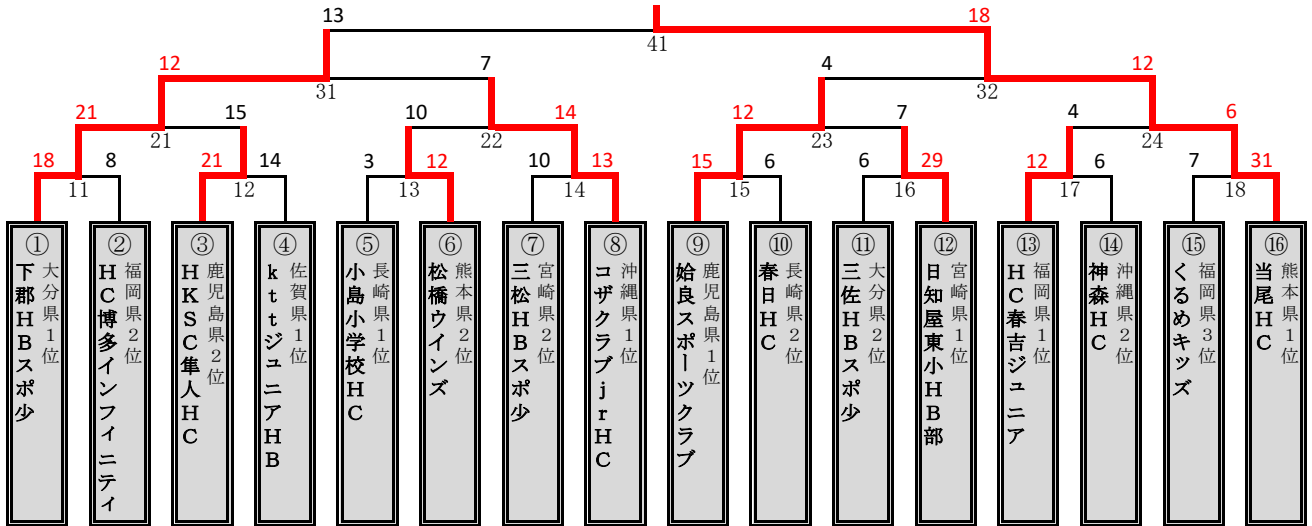 13
18
41
12
7
4
12
31
32
21
15
10
14
12
7
4
6
21
22
23
24
18
8
21
14
3
12
10
13
15
6
6
29
12
6
7
31
11
12
13
14
15
16
17
18
①
大分県1位
下郡HBスポ少
②
福岡県2位
HC博多インフィニティ
③
鹿児島県2位
HKSC隼人HC
④
佐賀県1位
kttジュニアHB
⑤
長崎県1位
小島小学校HC
⑥
熊本県2位
松橋ウインズ
⑦
宮崎県2位
三松HBスポ少
⑧
沖縄県1位
コザクラブjrHC
⑨
鹿児島県1位
姶良スポーツクラブ
⑩
長崎県2位
春日HC
⑪
大分県2位
三佐HBスポ少
⑫
宮崎県1位
日知屋東小HB部
⑬
福岡県1位
HC春吉ジュニア
⑭
沖縄県2位
神森HC
⑮
福岡県3位
くるめキッズ
⑯
熊本県1位
当尾HC